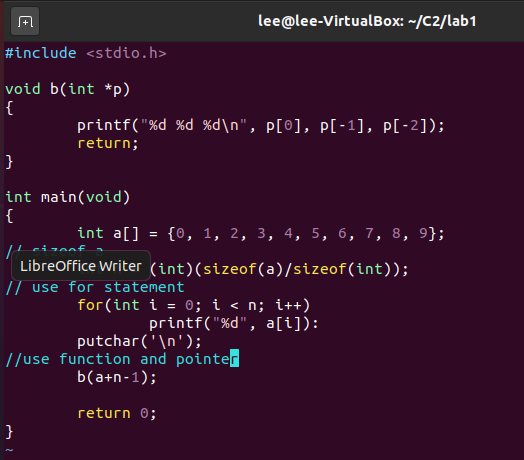 lee@lee-VirtualBox: ~/C2/lab1
#include <stdio.h>
void b(int *p)
{
printf("%d %d %d\n", p[0], p[-1], p[-2]);
return;
}
int main(void)
{
int a[] = {0, 1, 2, 3, 4, 5, 6, 7, 8, 9};
// sizeof a
LibreOffice Writer (int)(sizeof(a)/sizeof(int));
// use for statement
for(int i = 0; i < n; i++)
printf("%d", a[i]):
putchar('\n');
//use function and pointer
b(a+n-1);
return 0;
}
~